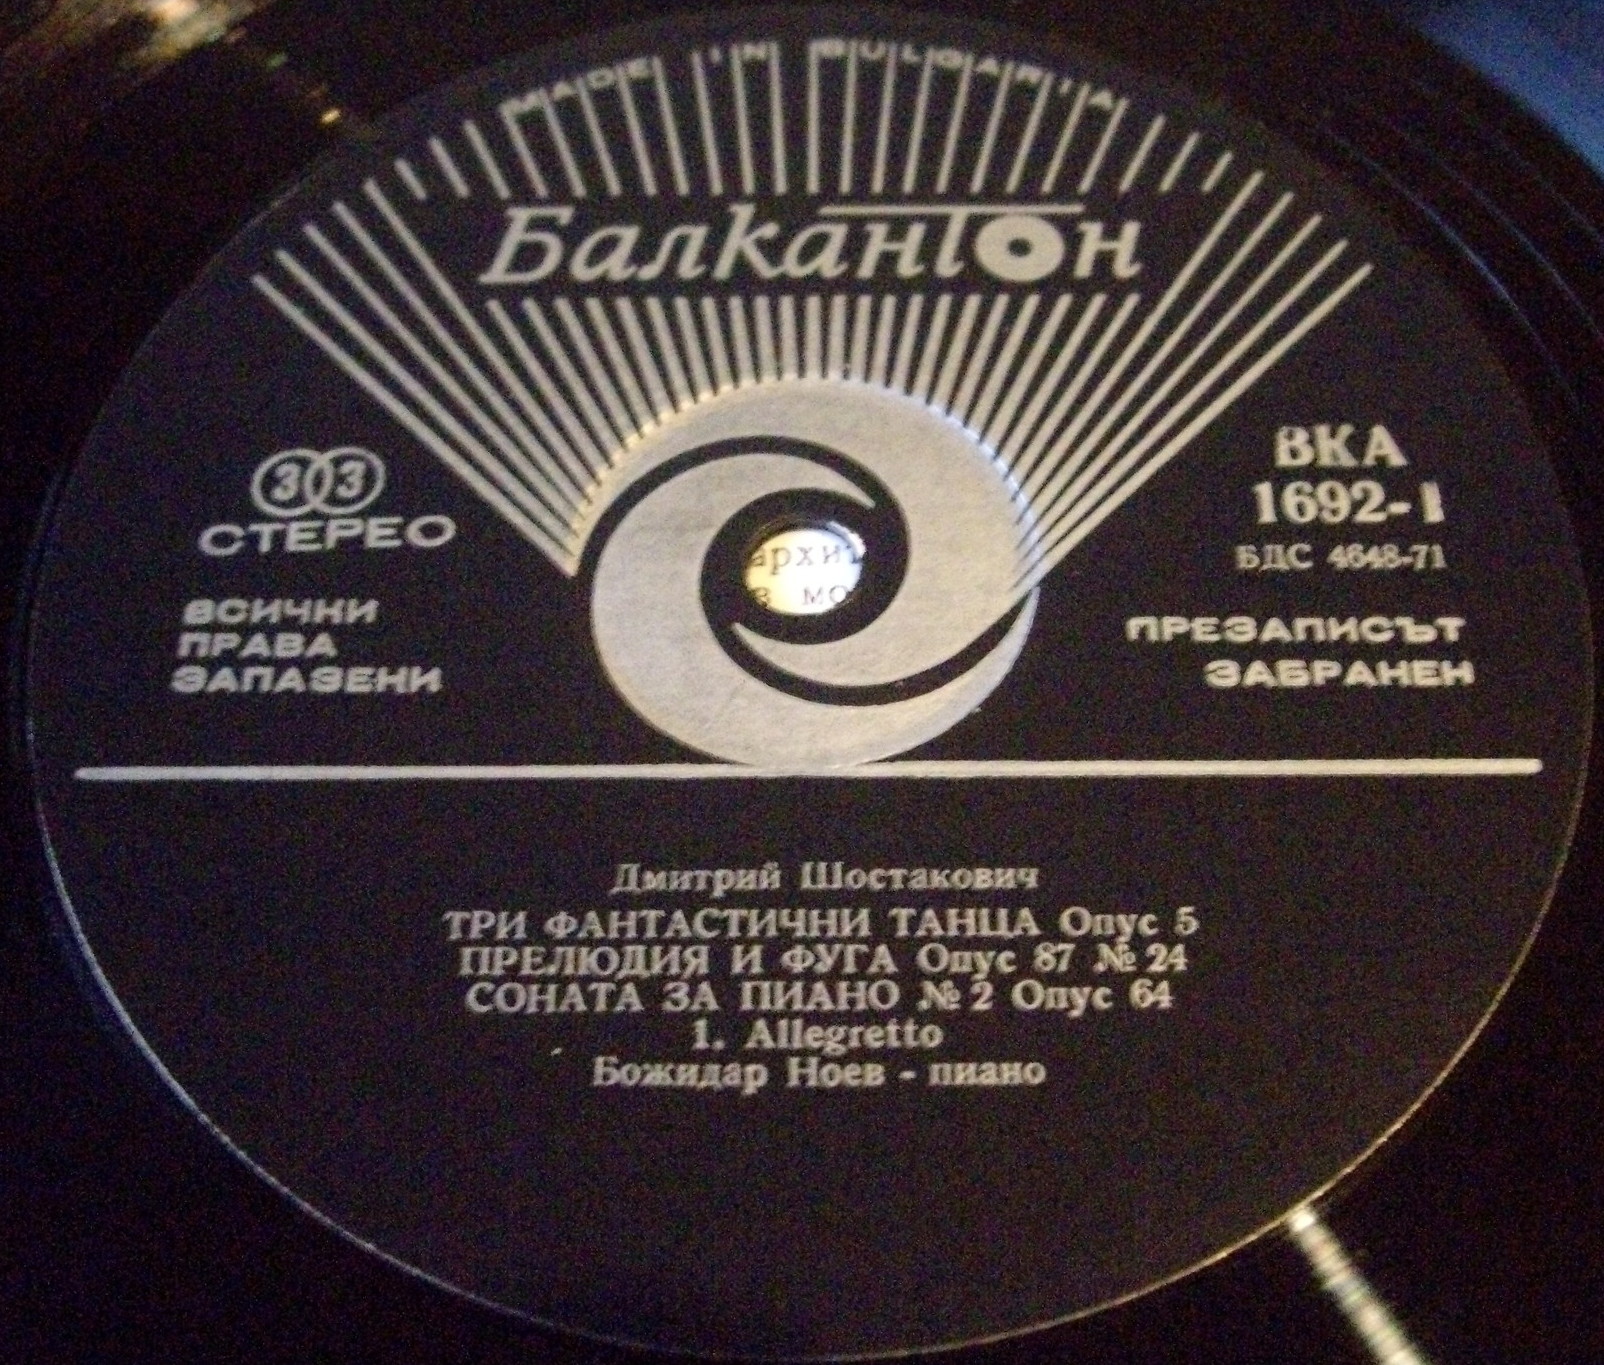 MADE IN BULGARIA
Балкантон
33
СТЕРЕО
ВСИЧКИ
ПРАВА
ЗАПАЗЕНИ
ВКА
1692-I
БДС 4648-71
ПРЕЗАПИСЪТ
ЗАБРАНЕН
Дмитрий Шостакович
ТРИ ФАНТАСТИЧНИ ТАНЦА Опус 5
ПРЕЛЮДИЯ И ФУГА Опус 87 № 24
СОНАТА ЗА ПИАНО № 2 Опус 64
1. Allegretto
Божидар Ноев - пиано